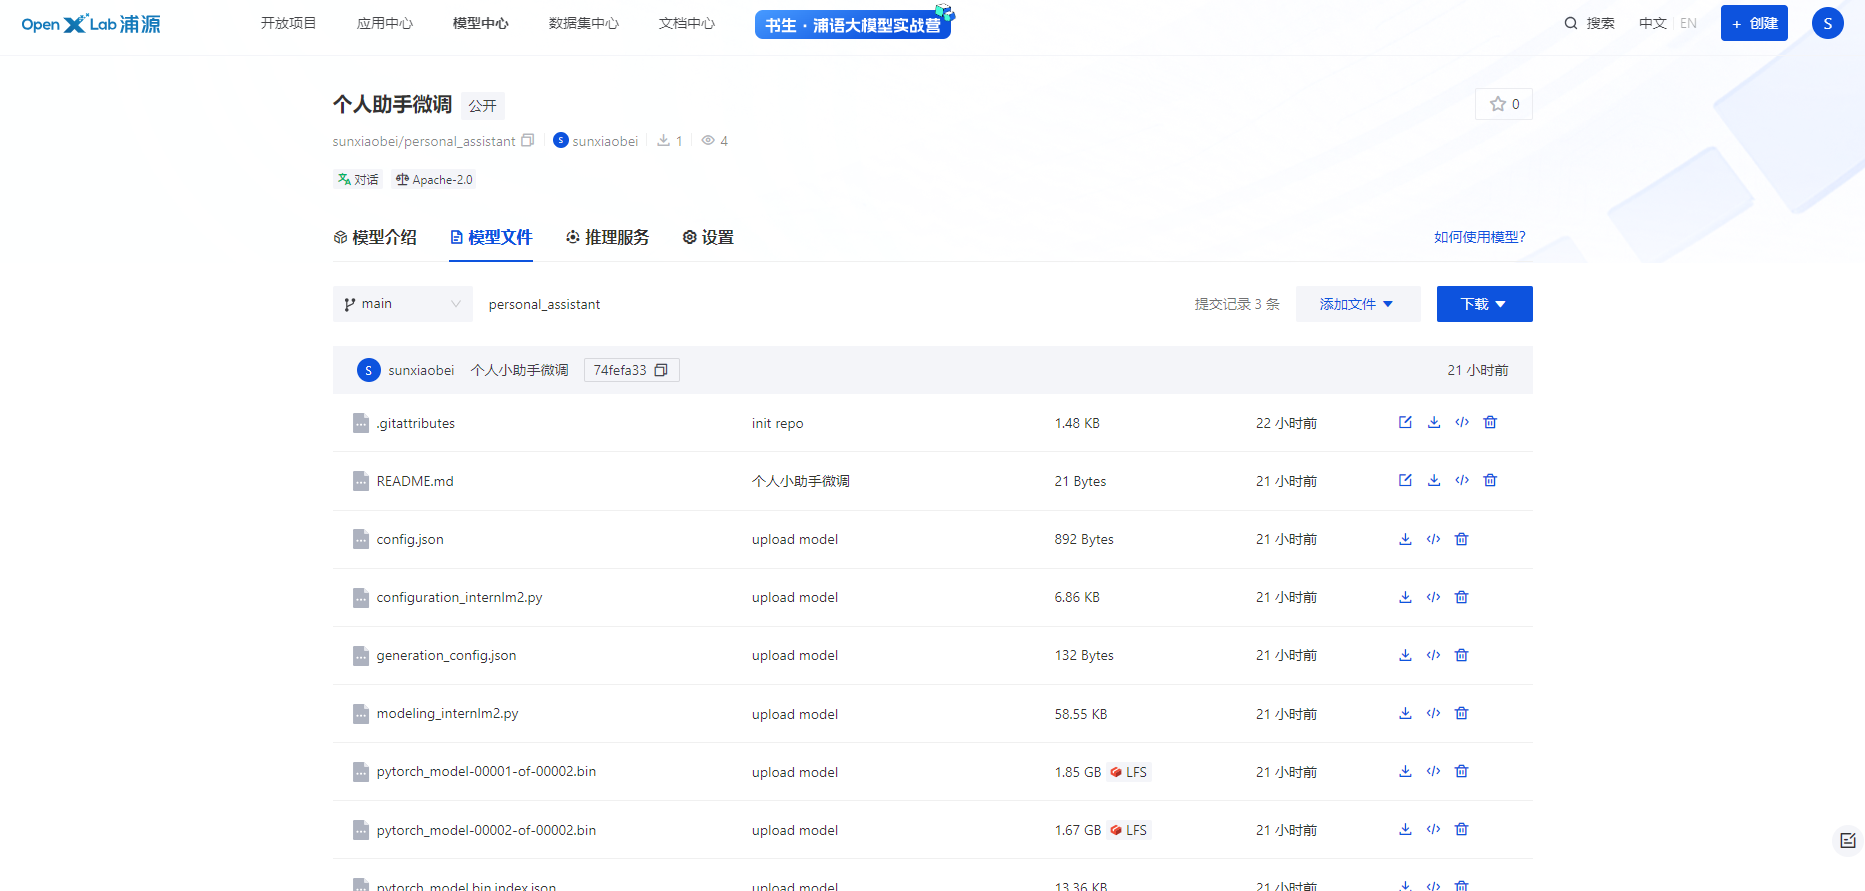 OpenXLab浦源 开放项目 应用中心 模型中心 数据集中心 文档中心 书生·浦语大模型实战营 搜索 中文 EN + 创建 S
个人助手微调 公开 0
sunxiaobei/personal_assistant S sunxiaobei 1 4
对话 Apache-2.0
模型介绍 模型文件 推理服务 设置 如何使用模型?
main personal_assistant 提交记录 3 条 添加文件 下载
S sunxiaobei 个人小助手微调 74fefa33 21 小时前
.gitattributes init repo 1.48 KB 22 小时前
README.md 个人小助手微调 21 Bytes 21 小时前
config.json upload model 892 Bytes 21 小时前
configuration_internlm2.py upload model 6.86 KB 21 小时前
generation_config.json upload model 132 Bytes 21 小时前
modeling_internlm2.py upload model 58.55 KB 21 小时前
pytorch_model-00001-of-00002.bin upload model 1.85 GB LFS 21 小时前
pytorch_model-00002-of-00002.bin upload model 1.67 GB LFS 21 小时前
pytorch_model.bin.index.json upload model 13.36 KB 21 小时前